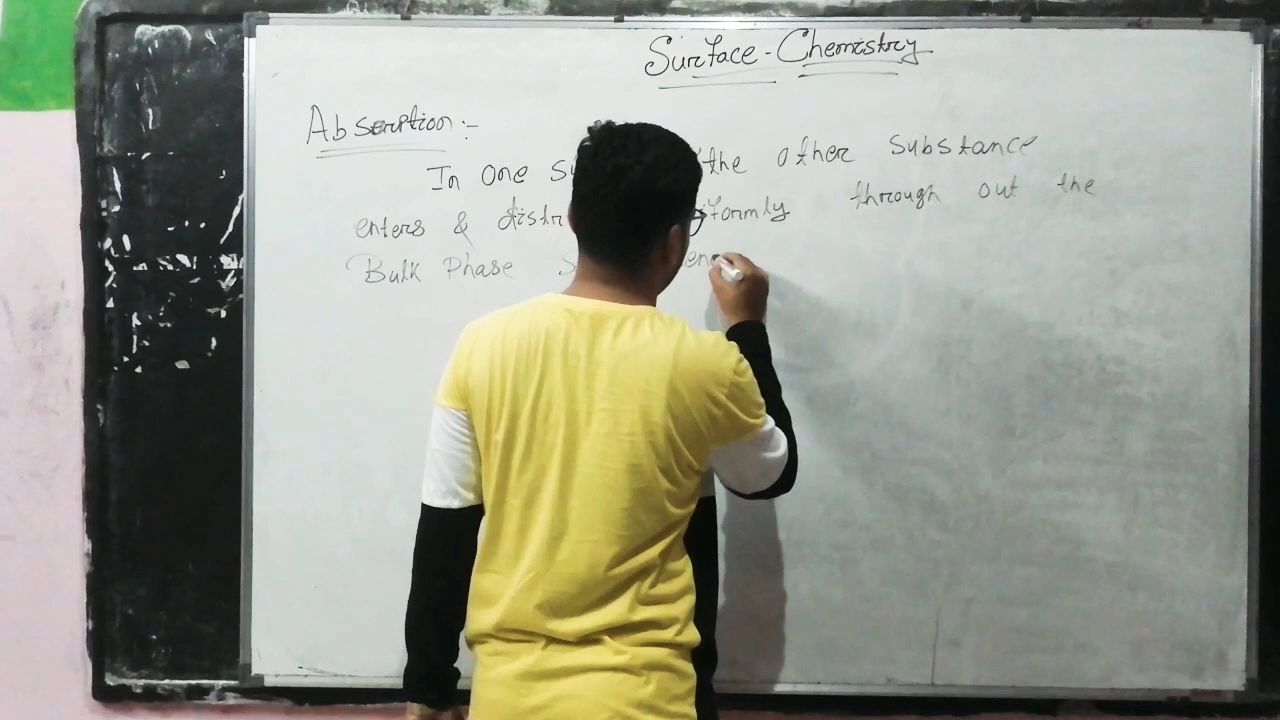 Surface - Chemistry
Absorption :-
In one the other substance
enters & through out the
Bulk Phase